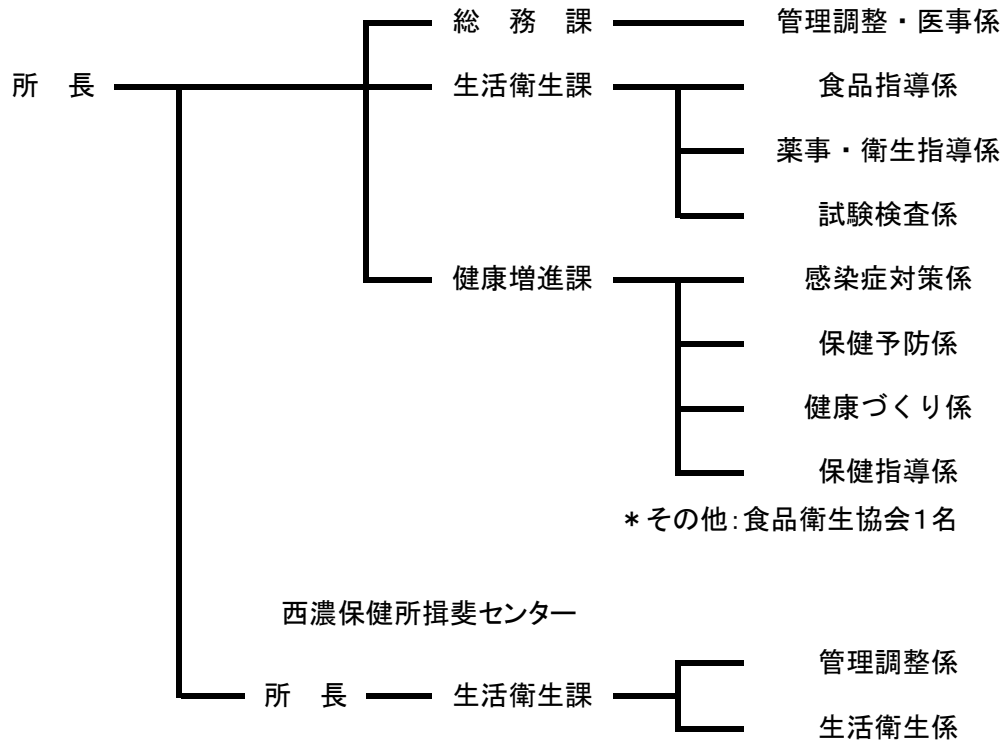 総　務　課　管理調整・医事係
所　長　生活衛生課　食品指導係
薬事・衛生指導係
試験検査係
健康増進課　感染症対策係
保健予防係
健康づくり係
保健指導係
＊その他：食品衛生協会１名
西濃保健所揖斐センター
管理調整係
所　長　生活衛生課
生活衛生係